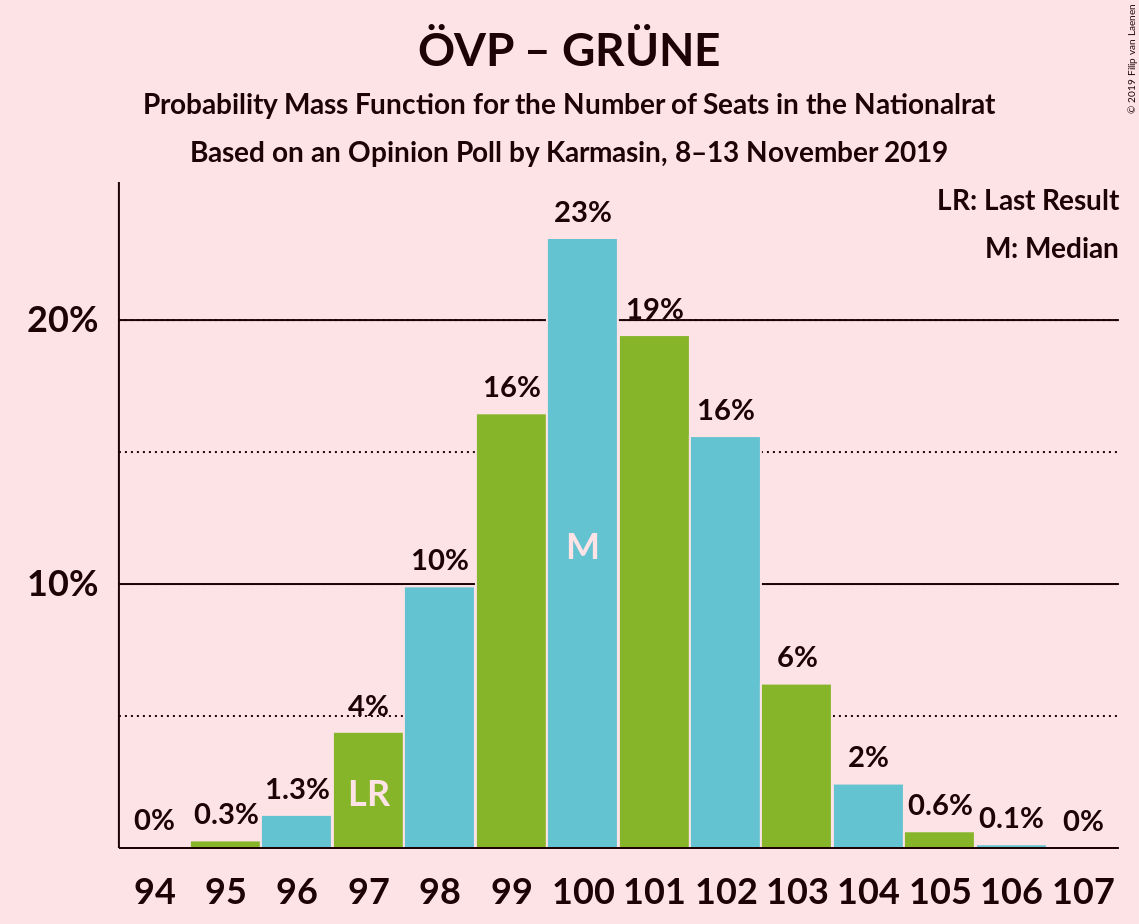 ÖVP – GRÜNE
Probability Mass Function for the Number of Seats in the Nationalrat
Based on an Opinion Poll by Karmasin, 8–13 November 2019
© 2019 Filip van Laenen
LR: Last Result
M: Median
20%
10%
0%
0.3%
1.3%
4%
10%
16%
23%
19%
16%
6%
2%
0.6%
0.1%
0%
LR
M
94 95 96 97 98 99 100 101 102 103 104 105 106 107